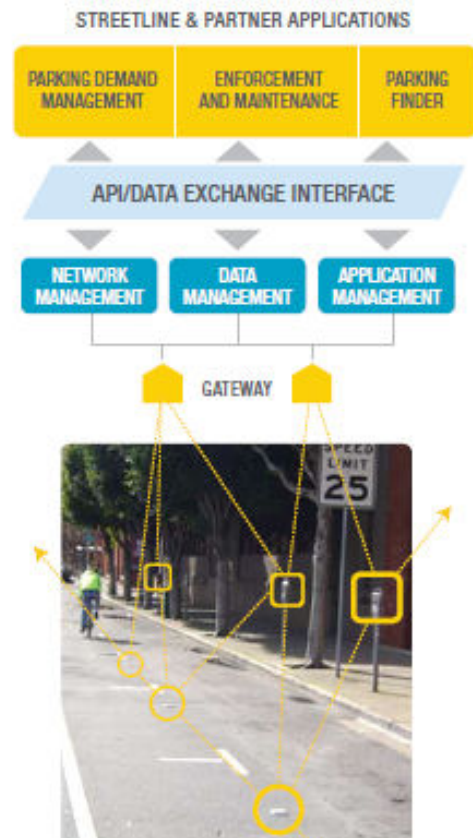 STREETLINE & PARTNER APPLICATIONS
PARKING DEMAND
MANAGEMENT
ENFORCEMENT
AND MAINTENANCE
PARKING
FINDER
API/DATA EXCHANGE INTERFACE
NETWORK
MANAGEMENT
DATA
MANAGEMENT
APPLICATION
MANAGEMENT
GATEWAY
SPEED
LIMIT
25